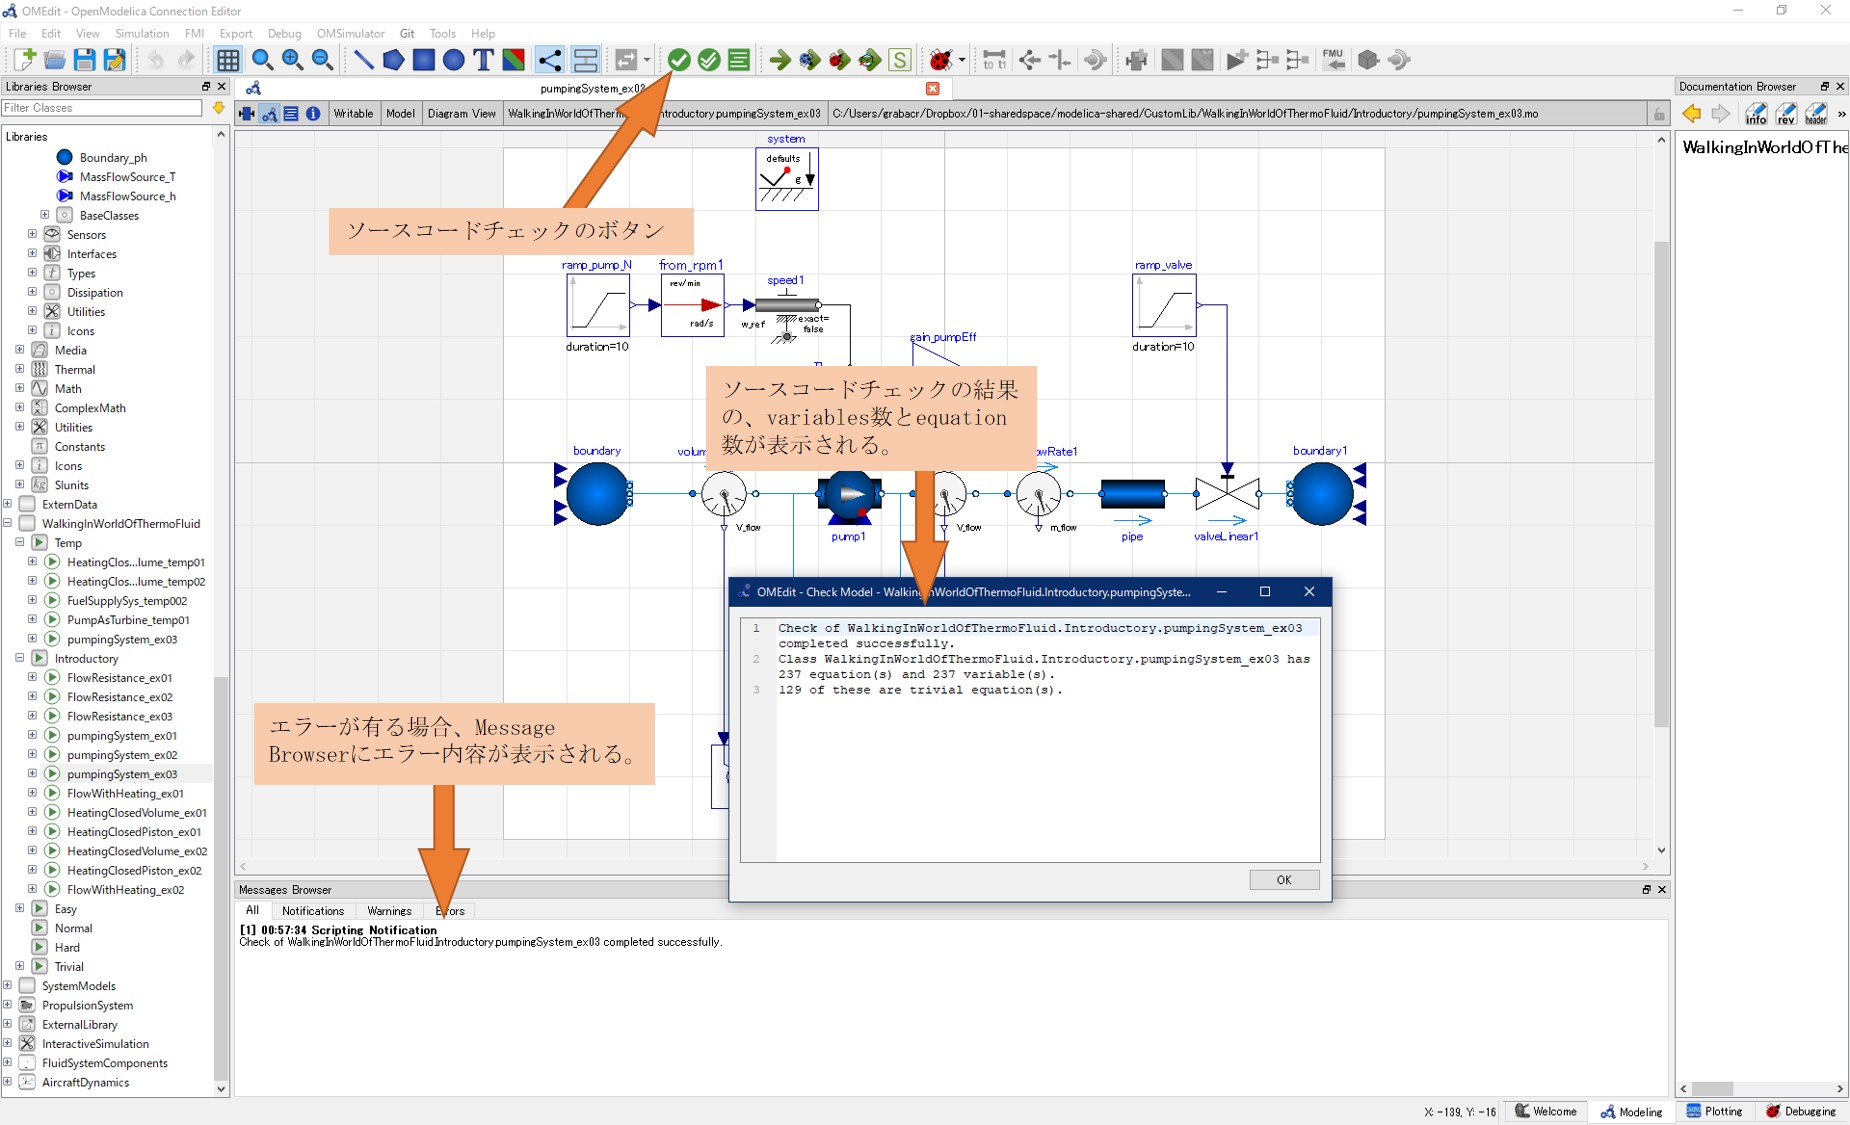 OMEdit - OpenModelica Connection Editor
File Edit View Simulation FMI Export Debug OMSimulator Git Tools Help
Libraries Browser
Filter Classes
Libraries
Boundary_ph
MassFlowSource_T
MassFlowSource_h
BaseClasses
Sensors
Interfaces
Types
Dissipation
Utilities
Icons
Media
Thermal
Math
ComplexMath
Utilities
Constants
Icons
SIunits
ExternData
WalkingInWorldOfThermoFluid
Temp
HeatingClos...lume_temp01
HeatingClos...lume_temp02
FuelSupplySys_temp002
PumpAsTurbine_temp01
pumpingSystem_ex03
Introductory
FlowResistance_ex01
FlowResistance_ex02
FlowResistance_ex03
pumpingSystem_ex01
pumpingSystem_ex02
pumpingSystem_ex03
FlowWithHeating_ex01
HeatingClosedVolume_ex01
HeatingClosedPiston_ex01
HeatingClosedVolume_ex02
HeatingClosedPiston_ex02
FlowWithHeating_ex02
Easy
Normal
Hard
Trivial
SystemModels
PropulsionSystem
ExternalLibrary
InteractiveSimulation
FluidSystemComponents
AircraftDynamics
pumpingSystem_ex03
Writable Model Diagram View WalkingInWorldOfTherm ntroductory.pumpingSystem_ex03 C:/Users/grabacr/Dropbox/01-sharedspace/modelica-shared/CustomLib/WalkingInWorldOfThermoFluid/Introductory/pumpingSystem_ex03.mo
system
defaults
g
ソースコードチェックのボタン
ramp_pump_N
duration=10
from_rpm1
rev/min
rad/s
speed1
w_ref
exact=
false
gain_pumpEff
ramp_valve
duration=10
ソースコードチェックの結果
の、variables数とequation
数が表示される。
boundary
volum
V_flow
pump1
V_flow
owRate1
m_flow
pipe
valveLinear1
boundary1
OMEdit - Check Model - WalkingInWorldOfThermoFluid.Introductory.pumpingSyste...
1 Check of WalkingInWorldOfThermoFluid.Introductory.pumpingSystem_ex03
completed successfully.
2 Class WalkingInWorldOfThermoFluid.Introductory.pumpingSystem_ex03 has
237 equation(s) and 237 variable(s).
3 129 of these are trivial equation(s).
OK
エラーが有る場合、Message
Browserにエラー内容が表示される。
Messages Browser
All Notifications Warnings Errors
[1] 00:57:34 Scripting Notification
Check of WalkingInWorldOfThermoFluid.Introductory.pumpingSystem_ex03 completed successfully.
Documentation Browser
info rev header »
WalkingInWorldOfThe
X: -139, Y: -16 Welcome Modeling Plotting Debugging
T
S
to t1
FMU